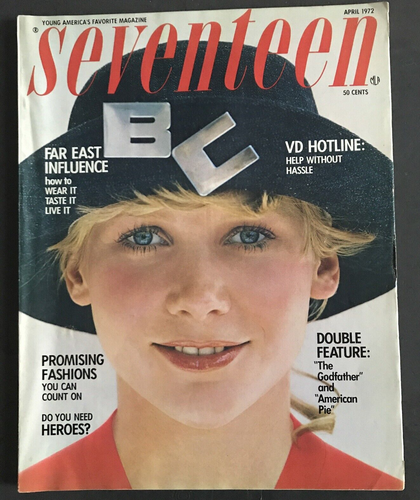 YOUNG AMERICA'S FAVORITE MAGAZINE
APRIL 1972
seventeen
50 CENTS
B C
FAR EAST
INFLUENCE
how to
WEAR IT
TASTE IT
LIVE IT
VD HOTLINE:
HELP WITHOUT
HASSLE
PROMISING
FASHIONS
YOU CAN
COUNT ON
DO YOU NEED
HEROES?
DOUBLE
FEATURE:
"The
Godfather"
and
"American
Pie"